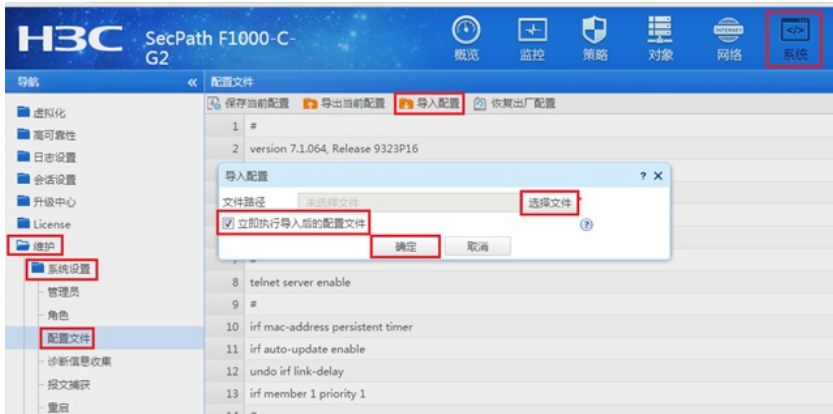 H3C SecPath F1000-C-G2
概览 监控 策略 对象 网络 系统
导航 « 配置文件
保存当前配置 导出当前配置 导入配置 恢复出厂配置
虚拟化
高可靠性
日志设置
会话设置
升级中心
License
维护
系统设置
管理员
角色
配置文件
诊断信息收集
报文捕获
重启
1 #
2 version 7.1.064, Release 9323P16
导入配置 ? X
文件路径 未选择文件 选择文件 *
立即执行导入后的配置文件 ?
确定 取消
8 telnet server enable
9 #
10 irf mac-address persistent timer
11 irf auto-update enable
12 undo irf link-delay
13 irf member 1 priority 1